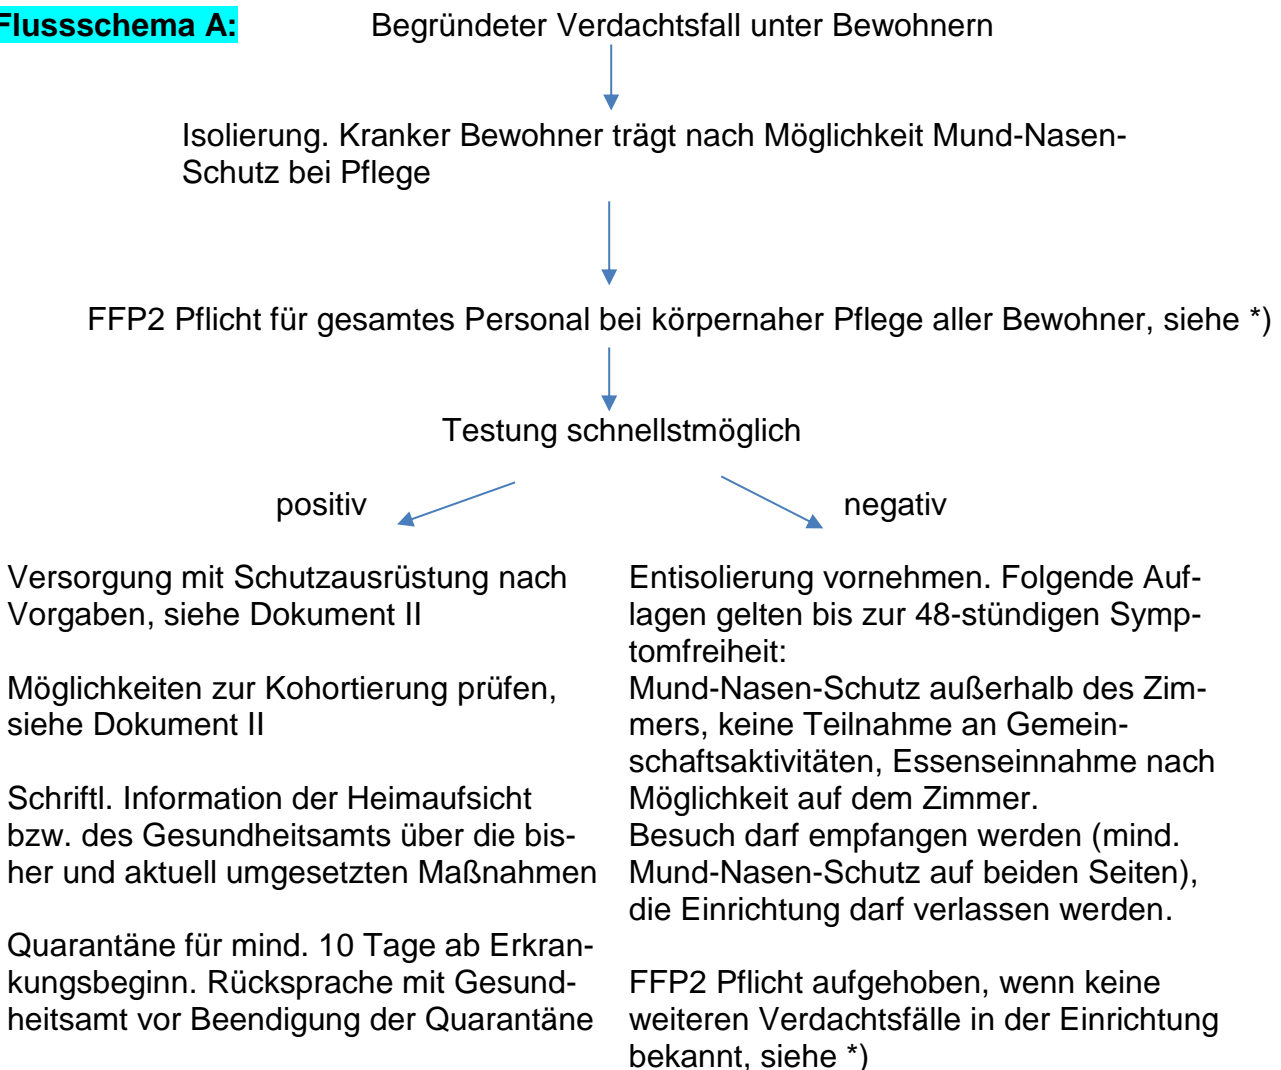 Flussschema A:
Begründeter Verdachtsfall unter Bewohnern
Isolierung. Kranker Bewohner trägt nach Möglichkeit Mund-Nasen-
Schutz bei Pflege
FFP2 Pflicht für gesamtes Personal bei körpernaher Pflege aller Bewohner, siehe *)
Testung schnellstmöglich
positiv
negativ
Versorgung mit Schutzausrüstung nach
Vorgaben, siehe Dokument II
Möglichkeiten zur Kohortierung prüfen,
siehe Dokument II
Schriftl. Information der Heimaufsicht
bzw. des Gesundheitsamts über die bis-
her und aktuell umgesetzten Maßnahmen
Quarantäne für mind. 10 Tage ab Erkran-
kungsbeginn. Rücksprache mit Gesund-
heitsamt vor Beendigung der Quarantäne
Entisolierung vornehmen. Folgende Auf-
lagen gelten bis zur 48-stündigen Symp-
tomfreiheit:
Mund-Nasen-Schutz außerhalb des Zim-
mers, keine Teilnahme an Gemein-
schaftsaktivitäten, Essenseinnahme nach
Möglichkeit auf dem Zimmer.
Besuch darf empfangen werden (mind.
Mund-Nasen-Schutz auf beiden Seiten),
die Einrichtung darf verlassen werden.
FFP2 Pflicht aufgehoben, wenn keine
weiteren Verdachtsfälle in der Einrichtung
bekannt, siehe *)